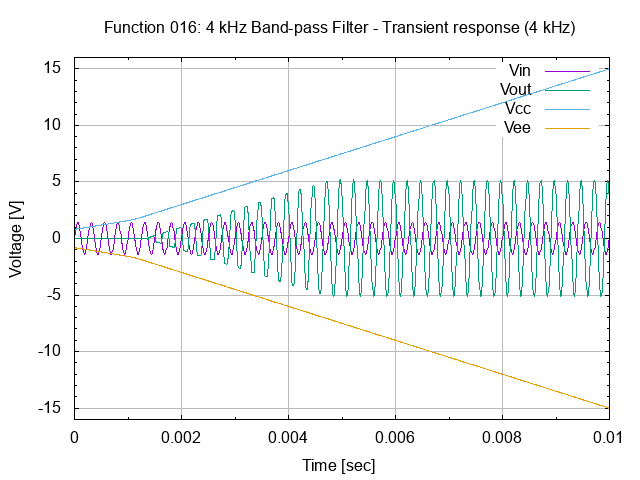 Function 016: 4 kHz Band-pass Filter - Transient response (4 kHz)
Vin
Vout
Vcc
Vee
15
10
5
0
-5
-10
-15
Voltage [V]
0 0.002 0.004 0.006 0.008 0.01
Time [sec]